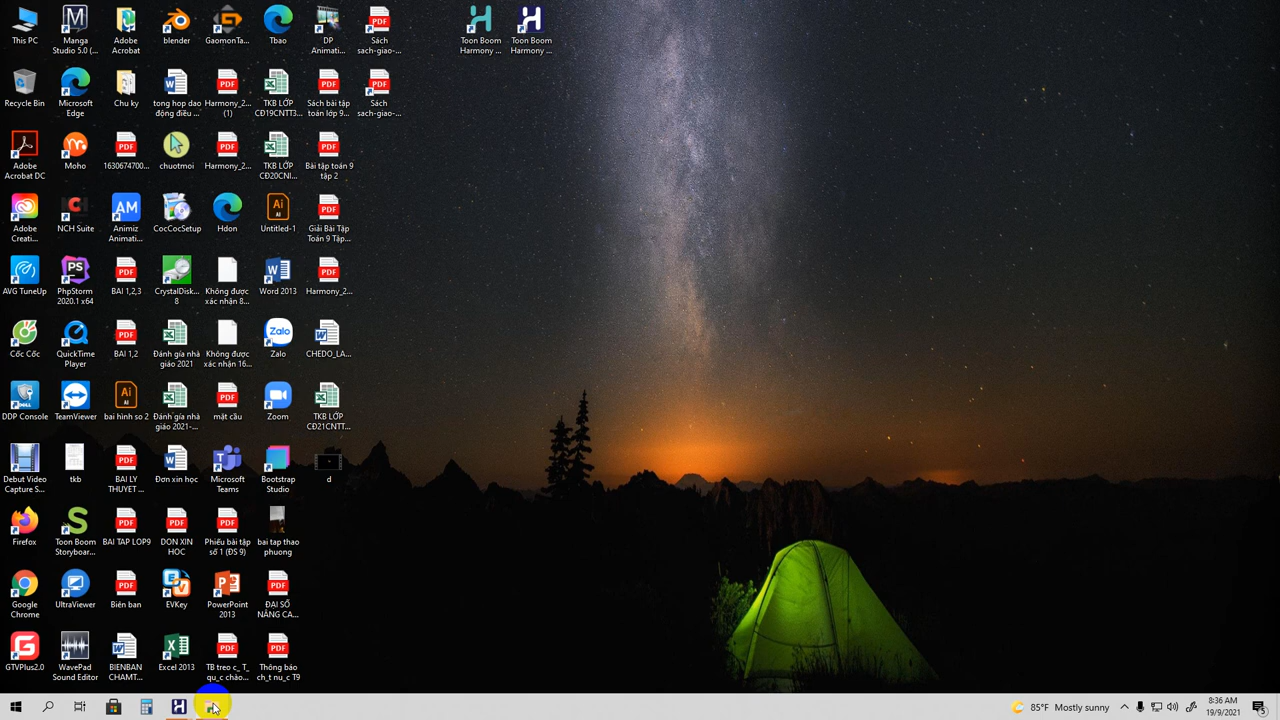 This PC
Manga
Studio 5.0 (...
Adobe
Acrobat
blender
GaomonTa...
Tbao
DP
Animati...
Sách
sach-giao-...
Toon Boom
Harmony ...
Toon Boom
Harmony ...
Recycle Bin
Microsoft
Edge
Chu ky
tong hop dao
động điều ...
Harmony_2...
(1)
TKB LỚP
CĐ19CNTT3...
Sách bài tập
toán lớp 9...
Sách
sach-giao-...
Adobe
Acrobat DC
Moho
1630674700...
chuotmoi
Harmony_2...
TKB LỚP
CĐ20CNI...
Bài tập toán 9
tập 2
Adobe
Creati...
NCH Suite
Animiz
Animati...
CocCocSetup
Hdon
Untitled-1
Giải Bài Tập
Toán 9 Tập...
AVG TuneUp
PhpStorm
2020.1 x64
BAI 1,2,3
CrystalDisk...
8
Không được
xác nhận 8...
Word 2013
Harmony_2...
Cốc Cốc
QuickTime
Player
BAI 1,2
Đánh gía nhà
giáo 2021
Không được
xác nhận 16...
Zalo
CHEDO_LA...
DDP Console
TeamViewer
bai hinh so 2
Đánh gía nhà
giáo 2021-...
mặt cầu
Zoom
TKB LỚP
CĐ21CNTT...
Debut Video
Capture S...
tkb
BAI LY
THUYET ...
Đơn xin học
Microsoft
Teams
Bootstrap
Studio
d
Firefox
Toon Boom
Storyboar...
BAI TAP LOP9
DON XIN
HOC
Phiếu bài tập
số 1 (ĐS 9)
bai tap thao
phuong
Google
Chrome
UltraViewer
Biên ban
EVKey
PowerPoint
2013
ĐẠI SỐ
NÂNG CA...
GTVPlus2.0
WavePad
Sound Editor
BIENBAN
CHAMT...
Excel 2013
TB treo c_ T_
qu_c chào...
Thông báo
ch_t nu_c T9
85°F Mostly sunny
8:36 AM
19/9/2021
5